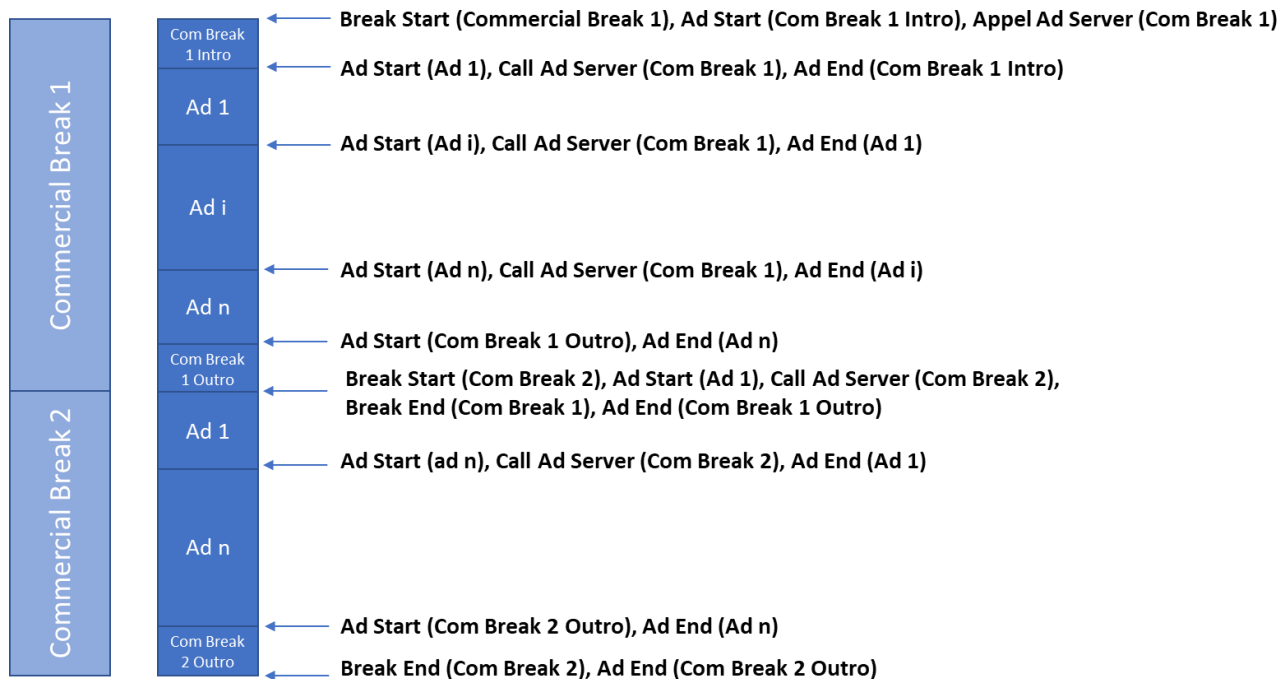 Commercial Break 1
Commercial Break 2
Com Break
1 Intro
Ad 1
Ad i
Ad n
Com Break
1 Outro
Ad 1
Ad n
Com Break
2 Outro
Break Start (Commercial Break 1), Ad Start (Com Break 1 Intro), Appel Ad Server (Com Break 1)
Ad Start (Ad 1), Call Ad Server (Com Break 1), Ad End (Com Break 1 Intro)
Ad Start (Ad i), Call Ad Server (Com Break 1), Ad End (Ad 1)
Ad Start (Ad n), Call Ad Server (Com Break 1), Ad End (Ad i)
Ad Start (Com Break 1 Outro), Ad End (Ad n)
Break Start (Com Break 2), Ad Start (Ad 1), Call Ad Server (Com Break 2),
Break End (Com Break 1), Ad End (Com Break 1 Outro)
Ad Start (ad n), Call Ad Server (Com Break 2), Ad End (Ad 1)
Ad Start (Com Break 2 Outro), Ad End (Ad n)
Break End (Com Break 2), Ad End (Com Break 2 Outro)